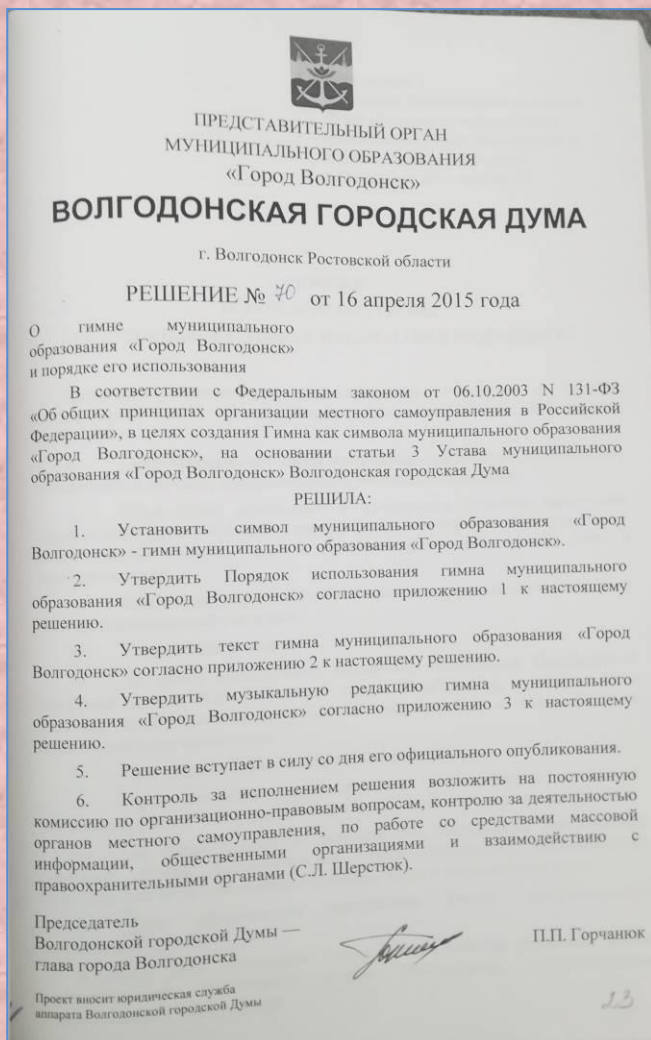 ПРЕДСТАВИТЕЛЬНЫЙ ОРГАН
МУНИЦИПАЛЬНОГО ОБРАЗОВАНИЯ
«Город Волгодонск»
ВОЛГОДОНСКАЯ ГОРОДСКАЯ ДУМА
г. Волгодонск Ростовской области
РЕШЕНИЕ № 70 от 16 апреля 2015 года
О гимне муниципального
образования «Город Волгодонск»
и порядке его использования
В соответствии с Федеральным законом от 06.10.2003 N 131-ФЗ
«Об общих принципах организации местного самоуправления в Российской
Федерации», в целях создания Гимна как символа муниципального образования
«Город Волгодонск», на основании статьи 3 Устава муниципального
образования «Город Волгодонск» Волгодонская городская Дума
РЕШИЛА:
1. Установить символ муниципального образования «Город
Волгодонск» - гимн муниципального образования «Город Волгодонск».
2. Утвердить Порядок использования гимна муниципального
образования «Город Волгодонск» согласно приложению 1 к настоящему
решению.
3. Утвердить текст гимна муниципального образования «Город
Волгодонск» согласно приложению 2 к настоящему решению.
4. Утвердить музыкальную редакцию гимна муниципального
образования «Город Волгодонск» согласно приложению 3 к настоящему
решению.
5. Решение вступает в силу со дня его официального опубликования.
6. Контроль за исполнением решения возложить на постоянную
комиссию по организационно-правовым вопросам, контролю за деятельностью
органов местного самоуправления, по работе со средствами массовой
информации, общественными организациями и взаимодействию с
правоохранительными органами (С.Л. Шерстюк).
Председатель
Волгодонской городской Думы —
глава города Волгодонска П.П. Горчанюк
Проект вносит юридическая служба
аппарата Волгодонской городской Думы
23